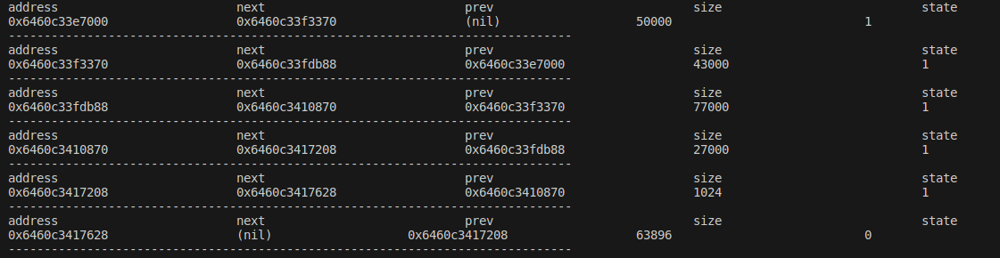 address next prev size state
0x6460c33e7000 0x6460c33f3370 (nil) 50000 1
-------------------------------------------------------------------------------
address next prev size state
0x6460c33f3370 0x6460c33fdb88 0x6460c33e7000 43000 1
-------------------------------------------------------------------------------
address next prev size state
0x6460c33fdb88 0x6460c3410870 0x6460c33f3370 77000 1
-------------------------------------------------------------------------------
address next prev size state
0x6460c3410870 0x6460c3417208 0x6460c33fdb88 27000 1
-------------------------------------------------------------------------------
address next prev size state
0x6460c3417208 0x6460c3417628 0x6460c3410870 1024 1
-------------------------------------------------------------------------------
address next prev size state
0x6460c3417628 (nil) 0x6460c3417208 63896 0
-------------------------------------------------------------------------------